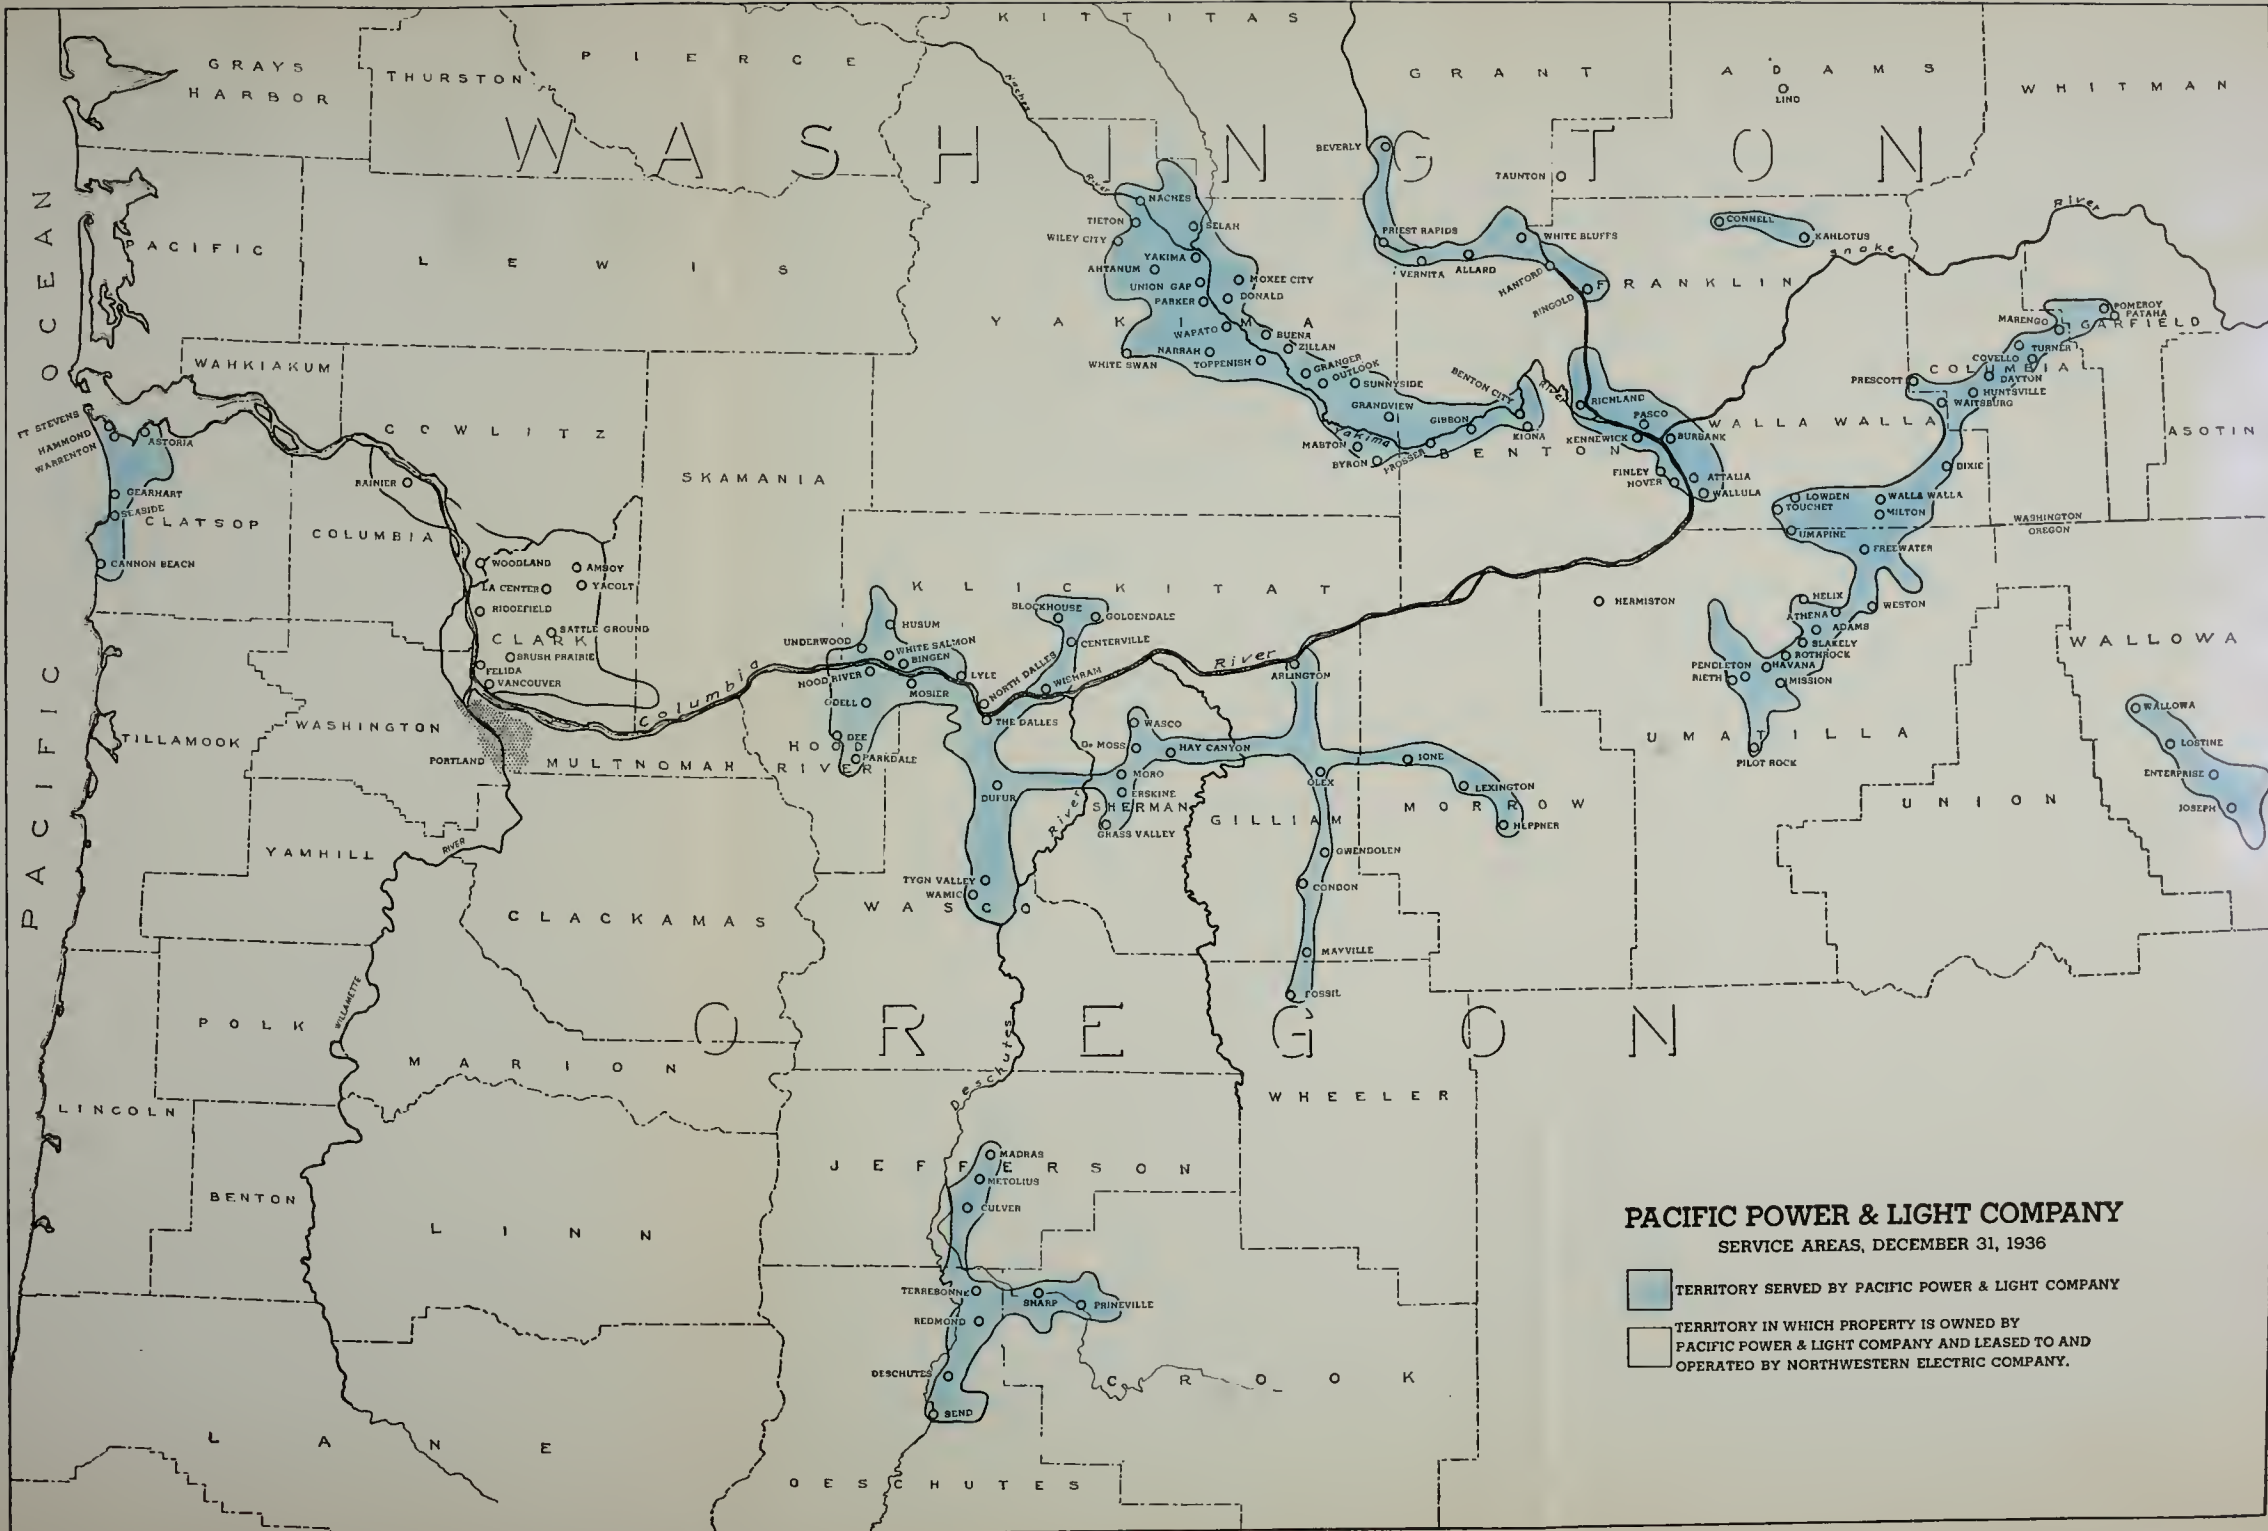 KITTITAS
GRAYS
HARBOR
THURSTON
PIERCE
GRANT
ADAMS
LIND
WHITMAN
Naches
River
WASHINGTON
BEVERLY
TAUNTON
PACIFIC OCEAN
PACIFIC
LEWIS
NACHES
TIETON
SELAH
WILEY CITY
YAKIMA
AHTANUM
MOXEE CITY
UNION GAP
DONALD
PARKER
YAKIMA
WAPATO
BUENA
ZILLAH
NARRAH
TOPPENISH
WHITE SWAN
GRANGER
OUTLOOK
SUNNYSIDE
GRANDVIEW
GIBBON
BENTON CITY
River
Yakima
MABTON
BYRON
PROSSER
KIONA
BENTON
PRIEST RAPIDS
VERNITA
ALLARD
WHITE BLUFFS
HANFORD
RINGOLD
FRANKLIN
CONNELL
KAHLOTUS
Snake
River
RICHLAND
PASCO
KENNEWICK
BURBANK
FINLEY
HOVER
ATTALIA
WALLULA
WALLA WALLA
POMEROY
PATAHA
MARENGO
GARFIELD
TURNER
COVELLO
COLUMBIA
DAYTON
PRESCOTT
HUNTSVILLE
WAITSBURG
ASOTIN
DIXIE
LOWDEN
WALLA WALLA
TOUCHET
MILTON
UMAPINE
WASHINGTON
OREGON
FREEWATER
WAHKIAKUM
COWLITZ
SKAMANIA
FT STEVENS
HAMMOND
WARRENTON
ASTORIA
GEARHART
SEASIDE
CLATSOP
CANNON BEACH
RAINIER
COLUMBIA
WOODLAND
AMBOY
LA CENTER
YACOLT
RIDGEFIELD
BATTLE GROUND
CLARK
BRUSH PRAIRIE
FELIDA
VANCOUVER
KLICKITAT
BLOCKHOUSE
GOLDENDALE
HUSUM
UNDERWOOD
WHITE SALMON
BINGEN
CENTERVILLE
HOOD RIVER
LYLE
NORTH DALLES
WISHRAM
MOSIER
ODELL
THE DALLES
Columbia
River
ARLINGTON
HERMISTON
HELIX
WESTON
ATHENA
ADAMS
BLAKELY
ROTHROCK
PENDLETON
HAVANA
RIETH
MISSION
UMATILLA
PILOT ROCK
WALLOWA
WALLOWA
LOSTINE
ENTERPRISE
JOSEPH
UNION
TILLAMOOK
WASHINGTON
PORTLAND
MULTNOMAH
HOOD
RIVER
DEE
PARKDALE
WASCO
DE MOSS
HAY CANYON
MORO
ERSKINE
SHERMAN
GRASS VALLEY
DUFUR
River
OLEX
IONE
LEXINGTON
MORROW
HEPPNER
GILLIAM
GWENDOLEN
CONDON
MAYVILLE
FOSSIL
YAMHILL
RIVER
TYGH VALLEY
WAMIC
WASCO
CLACKAMAS
WILLAMETTE
POLK
OREGON
MARION
Deschutes
LINCOLN
WHEELER
JEFFERSON
MADRAS
METOLIUS
CULVER
BENTON
LINN
TERREBONNE
SHARP
PRINEVILLE
REDMOND
DESCHUTES
BEND
CROOK
LANE
DESCHUTES
PACIFIC POWER & LIGHT COMPANY
SERVICE AREAS, DECEMBER 31, 1936
TERRITORY SERVED BY PACIFIC POWER & LIGHT COMPANY
TERRITORY IN WHICH PROPERTY IS OWNED BY
PACIFIC POWER & LIGHT COMPANY AND LEASED TO AND
OPERATED BY NORTHWESTERN ELECTRIC COMPANY.